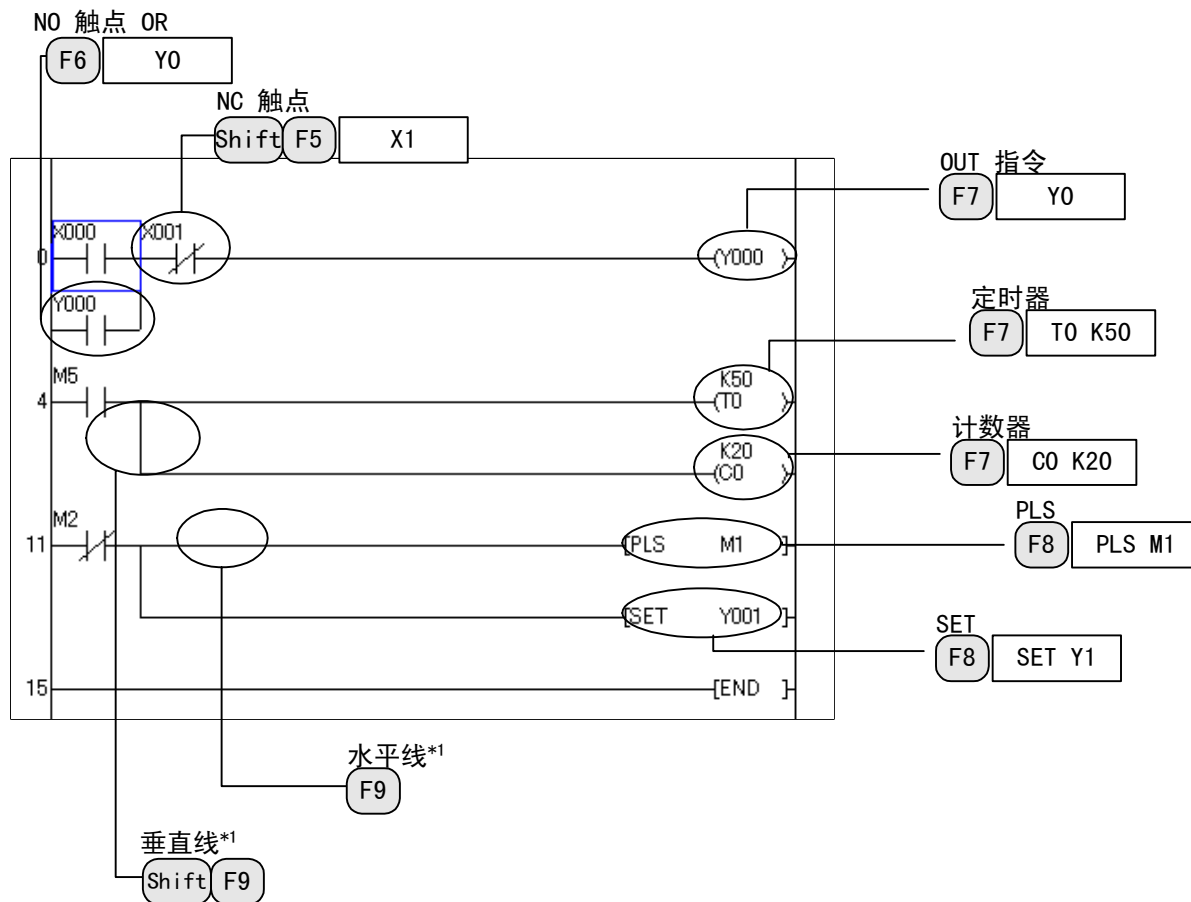 NO 触点 OR
F6 Y0
NC 触点
Shift F5 X1
OUT 指令
F7 Y0
X000 X001
0 (Y000 )
Y000
定时器
F7 T0 K50
M5 K50
4 (T0 )
计数器
F7 C0 K20
K20
(C0 )
PLS
F8 PLS M1
M2
11 [PLS M1 ]
[SET Y001 ]
SET
F8 SET Y1
15 [END ]
水平线*1
F9
垂直线*1
Shift F9